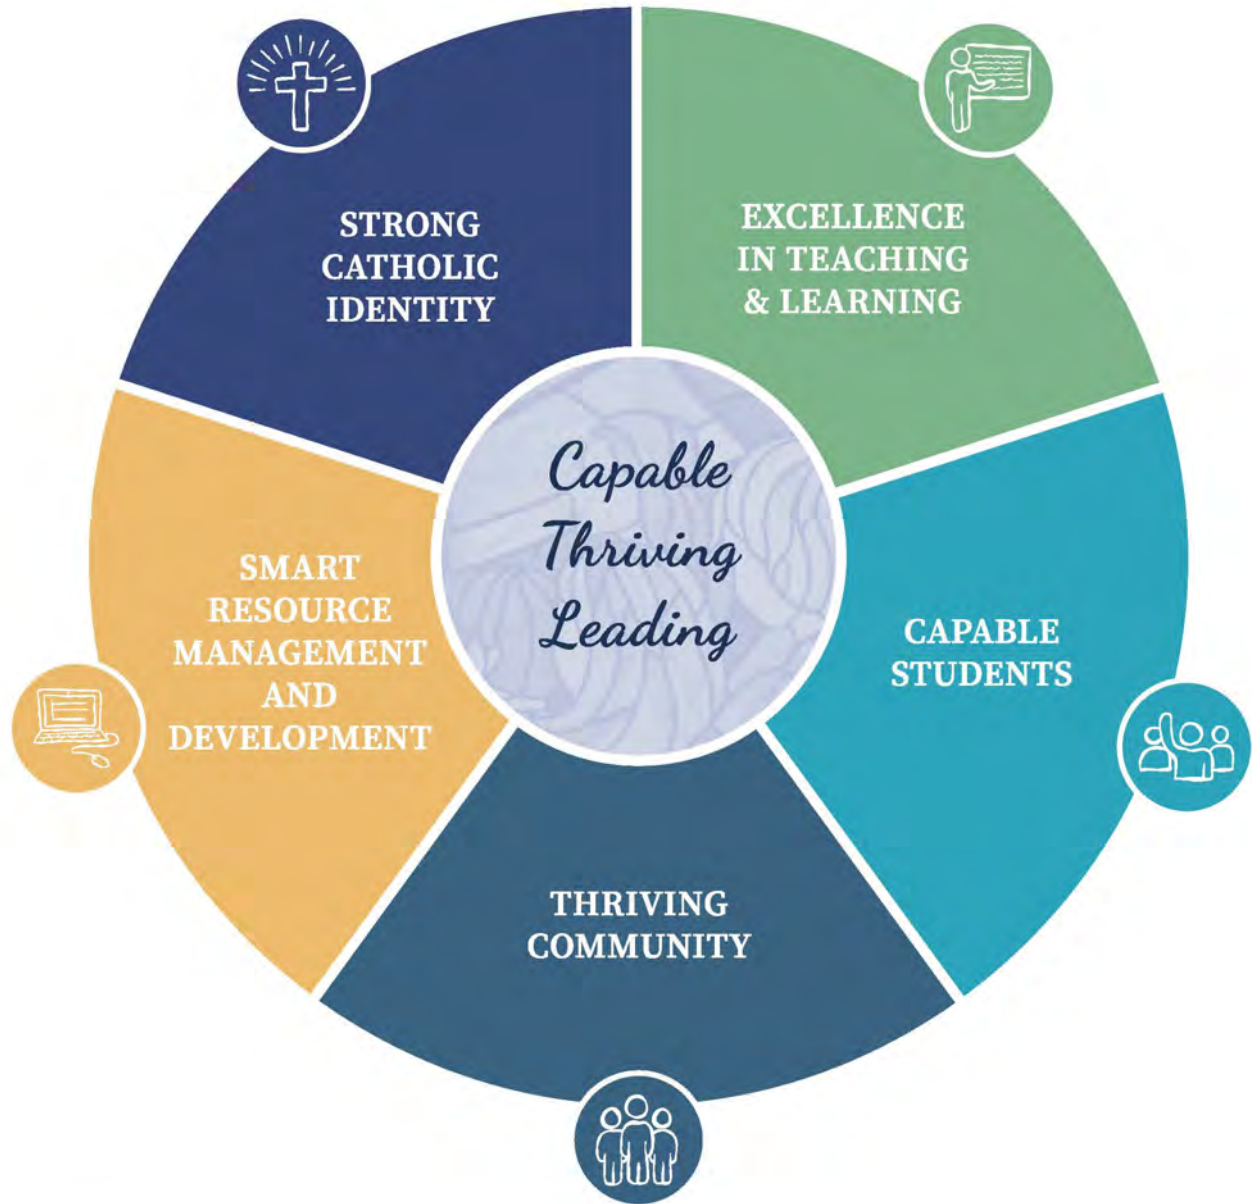 STRONG
CATHOLIC
IDENTITY
EXCELLENCE
IN TEACHING
& LEARNING
Capable
Thriving
Leading
SMART
RESOURCE
MANAGEMENT
AND
DEVELOPMENT
CAPABLE
STUDENTS
THRIVING
COMMUNITY